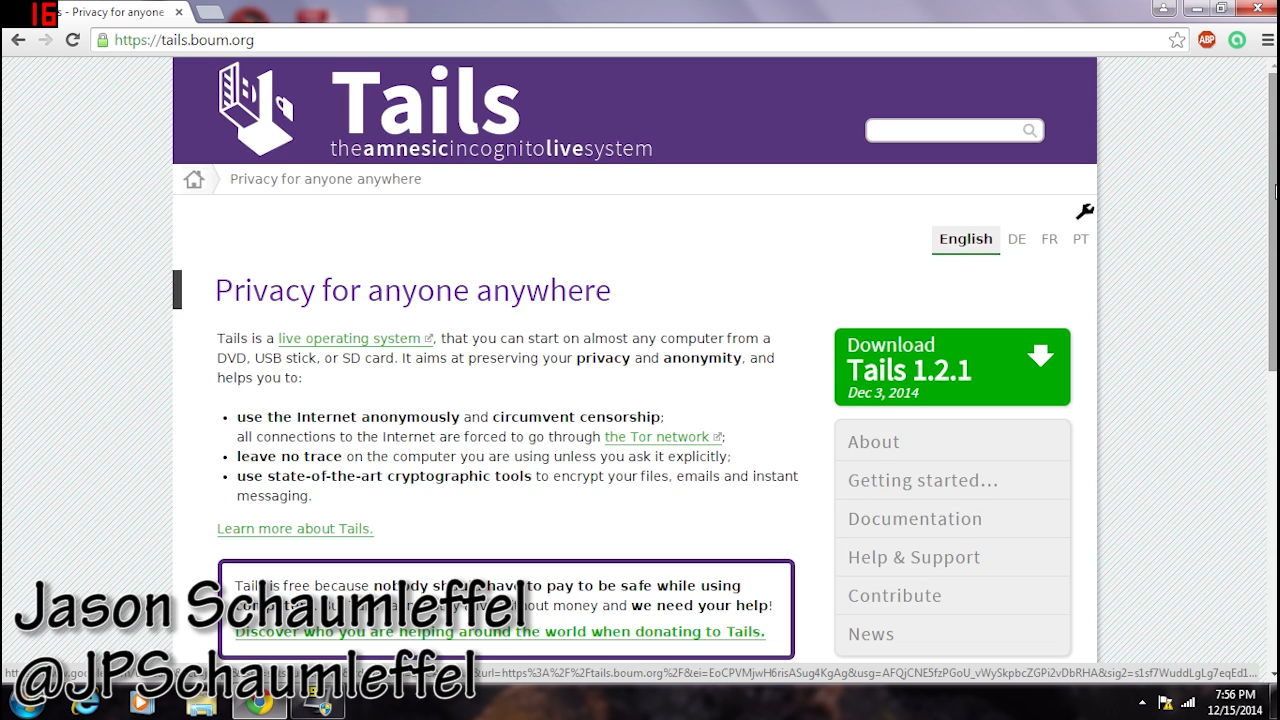 16
s - Privacy for anyone
https://tails.boum.org
ABP
Tails
theamnesicincognitolivesystem
Privacy for anyone anywhere
English DE FR PT
Privacy for anyone anywhere
Tails is a live operating system, that you can start on almost any computer from a
DVD, USB stick, or SD card. It aims at preserving your privacy and anonymity, and
helps you to:
use the Internet anonymously and circumvent censorship;
all connections to the Internet are forced to go through the Tor network;
leave no trace on the computer you are using unless you ask it explicitly;
use state-of-the-art cryptographic tools to encrypt your files, emails and instant
messaging.
Learn more about Tails.
Download
Tails 1.2.1
Dec 3, 2014
About
Getting started...
Documentation
Help & Support
Contribute
News
Tails is free because nobody should have to pay to be safe while using
without money and we need your help!
Discover who you are helping around the world when donating to Tails.
Jason Schaumleffel
@JPSchaumleffel
7:56 PM
12/15/2014